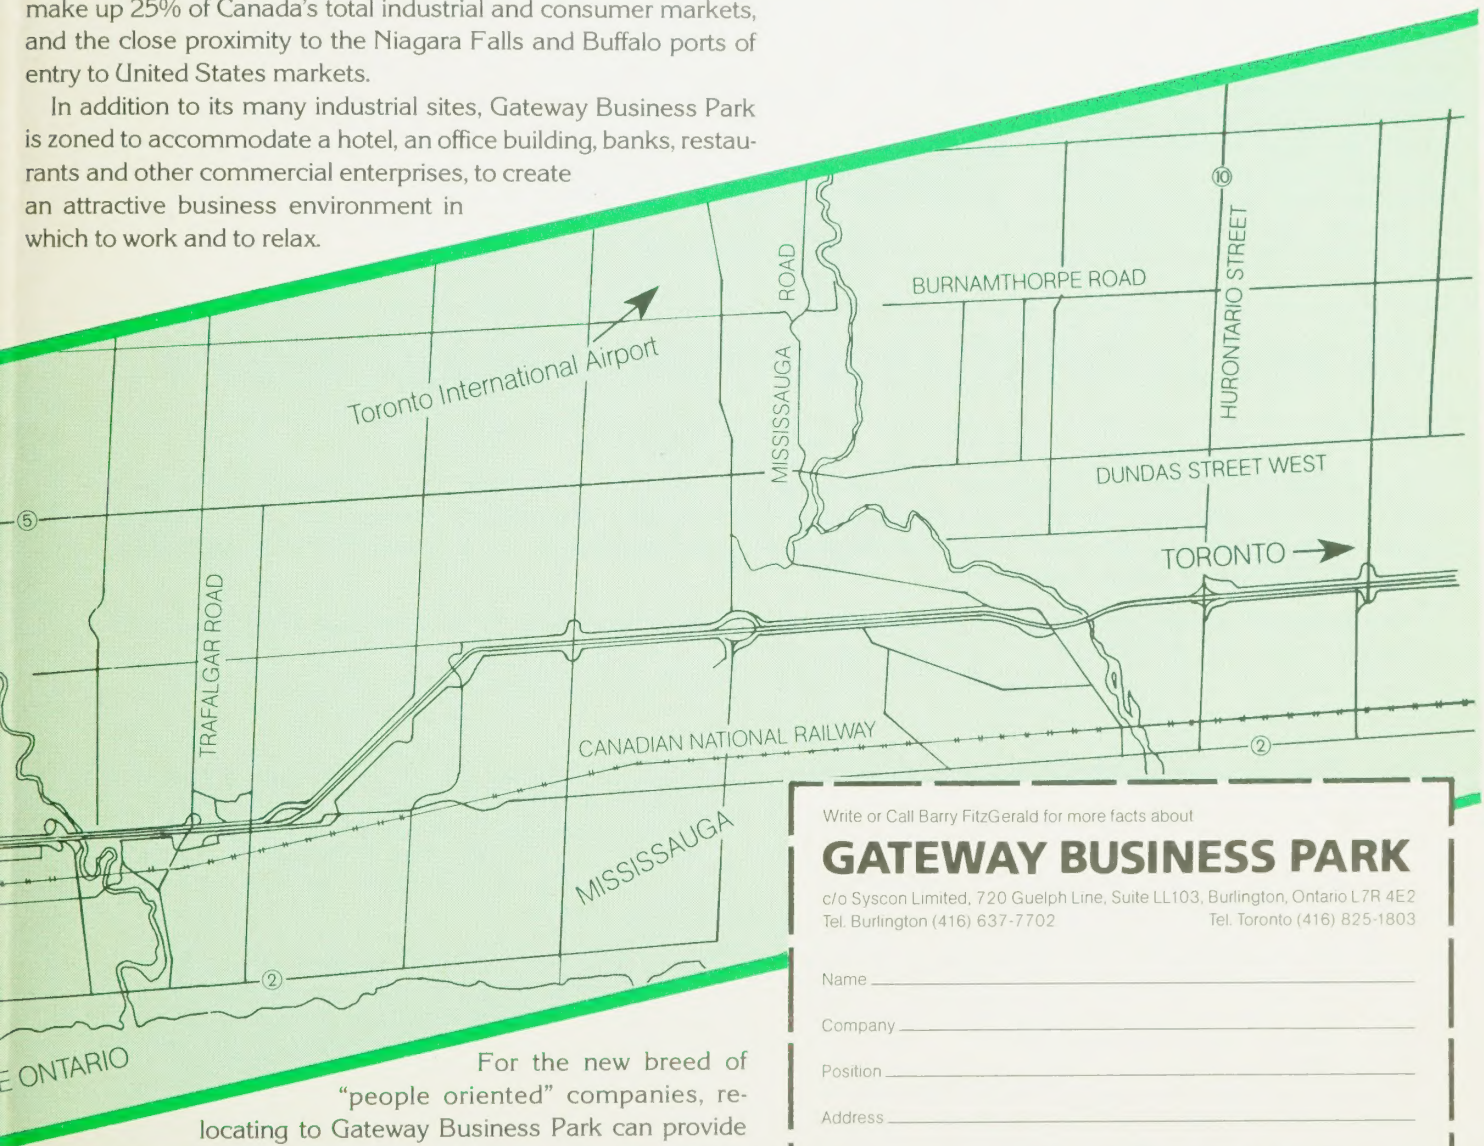 make up 25% of Canada's total industrial and consumer markets,
and the close proximity to the Niagara Falls and Buffalo ports of
entry to United States markets.
In addition to its many industrial sites, Gateway Business Park
is zoned to accommodate a hotel, an office building, banks, restau-
rants and other commercial enterprises, to create
an attractive business environment in
which to work and to relax.
10
HURONTARIO STREET
BURNAMTHORPE ROAD
MISSISSAUGA ROAD
Toronto International Airport
DUNDAS STREET WEST
5
TORONTO
TRAFALGAR ROAD
CANADIAN NATIONAL RAILWAY
2
MISSISSAUGA
2
E ONTARIO
For the new breed of
"people oriented" companies, re-
locating to Gateway Business Park can provide
Write or Call Barry FitzGerald for more facts about
GATEWAY BUSINESS PARK
c/o Syscon Limited, 720 Guelph Line, Suite LL103, Burlington, Ontario L7R 4E2
Tel. Burlington (416) 637-7702 Tel. Toronto (416) 825-1803
Name
Company
Position
Address